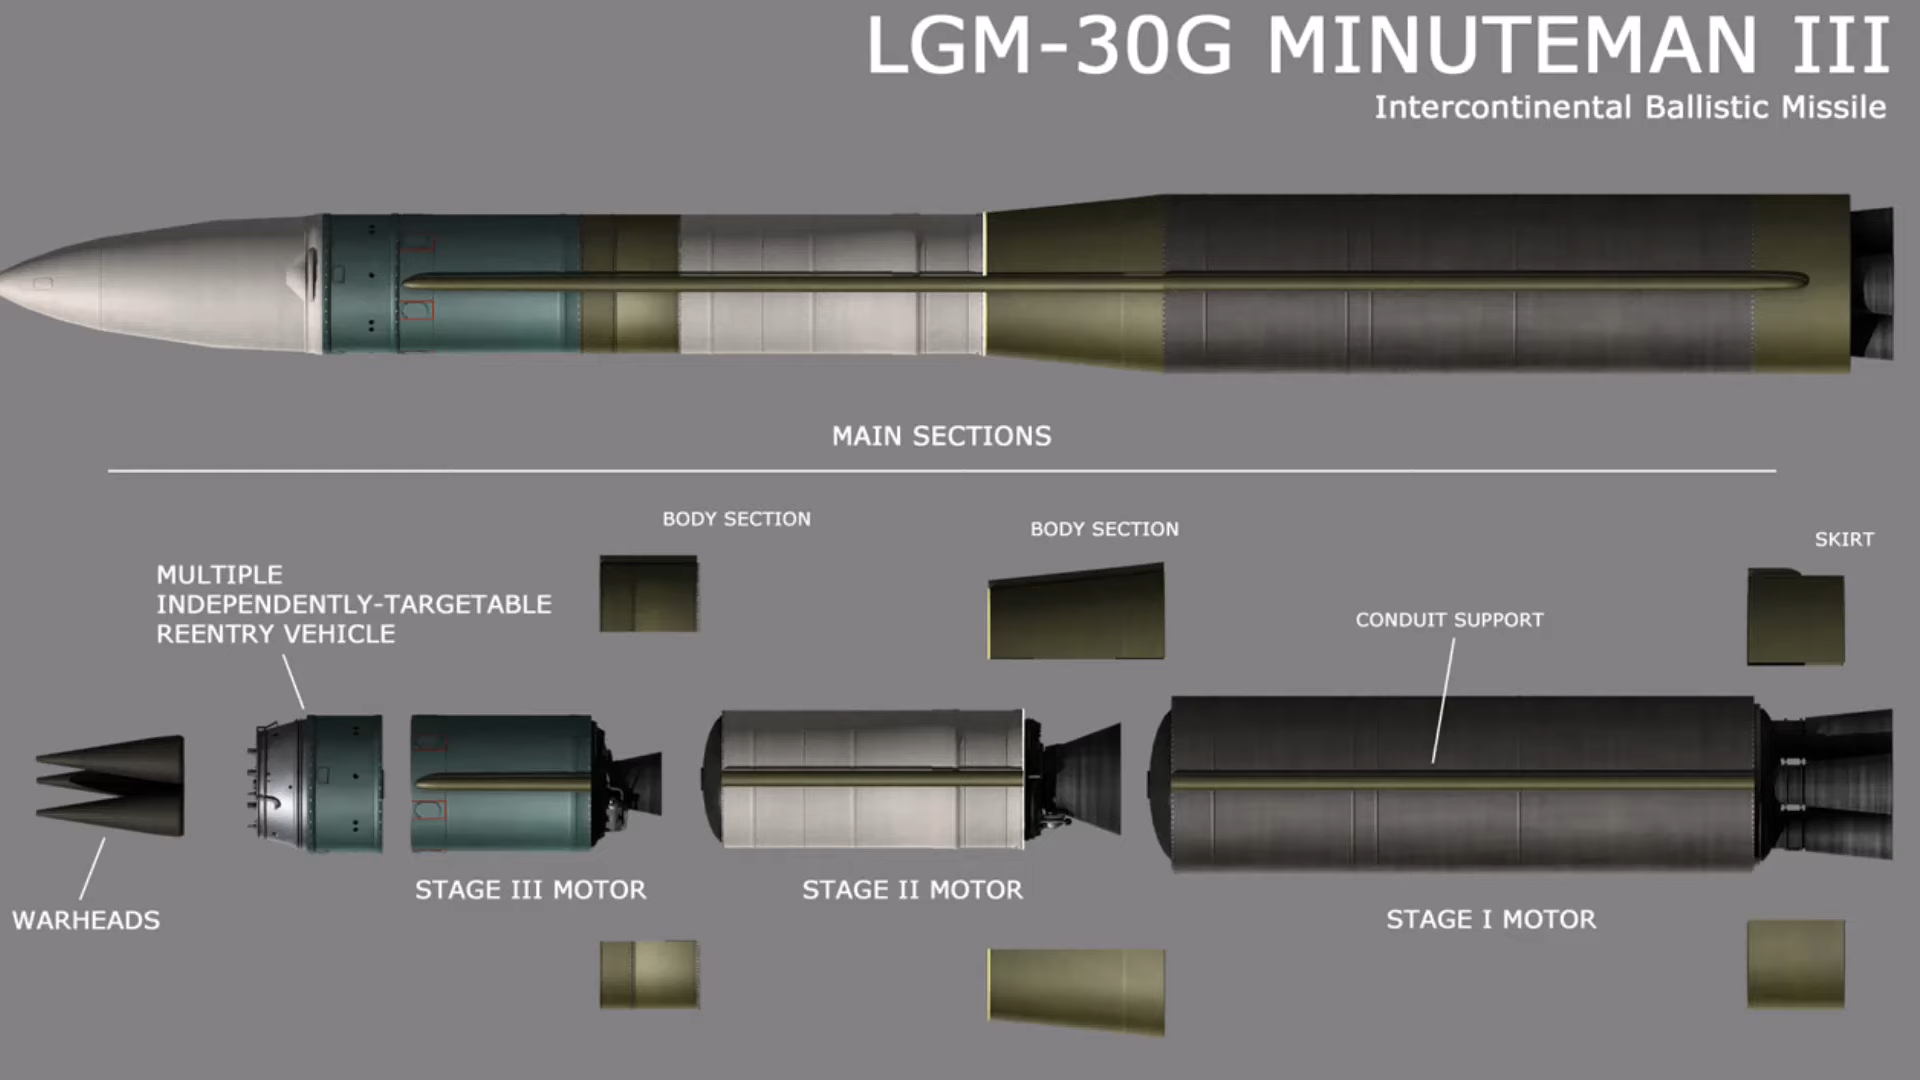 LGM-30G MINUTEMAN III
Intercontinental Ballistic Missile
MAIN SECTIONS
BODY SECTION
BODY SECTION
SKIRT
MULTIPLE
INDEPENDENTLY-TARGETABLE
REENTRY VEHICLE
CONDUIT SUPPORT
STAGE III MOTOR
STAGE II MOTOR
WARHEADS
STAGE I MOTOR